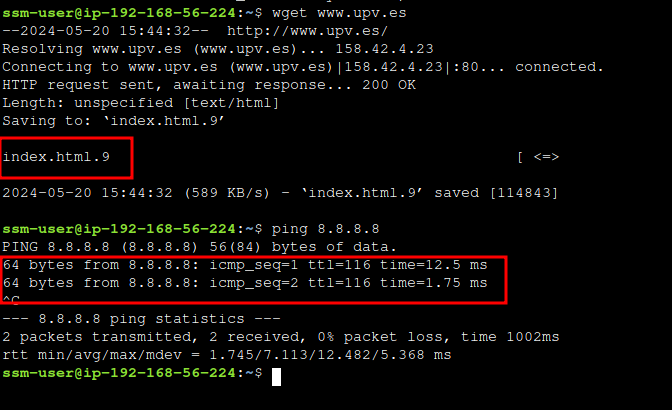 ssm-user@ip-192-168-56-224:~$ wget www.upv.es
--2024-05-20 15:44:32--  http://www.upv.es/
Resolving www.upv.es (www.upv.es)... 158.42.4.23
Connecting to www.upv.es (www.upv.es)|158.42.4.23|:80... connected.
HTTP request sent, awaiting response... 200 OK
Length: unspecified [text/html]
Saving to: ‘index.html.9’
index.html.9                                                   [ <=>
2024-05-20 15:44:32 (589 KB/s) - ‘index.html.9’ saved [114843]
ssm-user@ip-192-168-56-224:~$ ping 8.8.8.8
PING 8.8.8.8 (8.8.8.8) 56(84) bytes of data.
64 bytes from 8.8.8.8: icmp_seq=1 ttl=116 time=12.5 ms
64 bytes from 8.8.8.8: icmp_seq=2 ttl=116 time=1.75 ms
^C
--- 8.8.8.8 ping statistics ---
2 packets transmitted, 2 received, 0% packet loss, time 1002ms
rtt min/avg/max/mdev = 1.745/7.113/12.482/5.368 ms
ssm-user@ip-192-168-56-224:~$